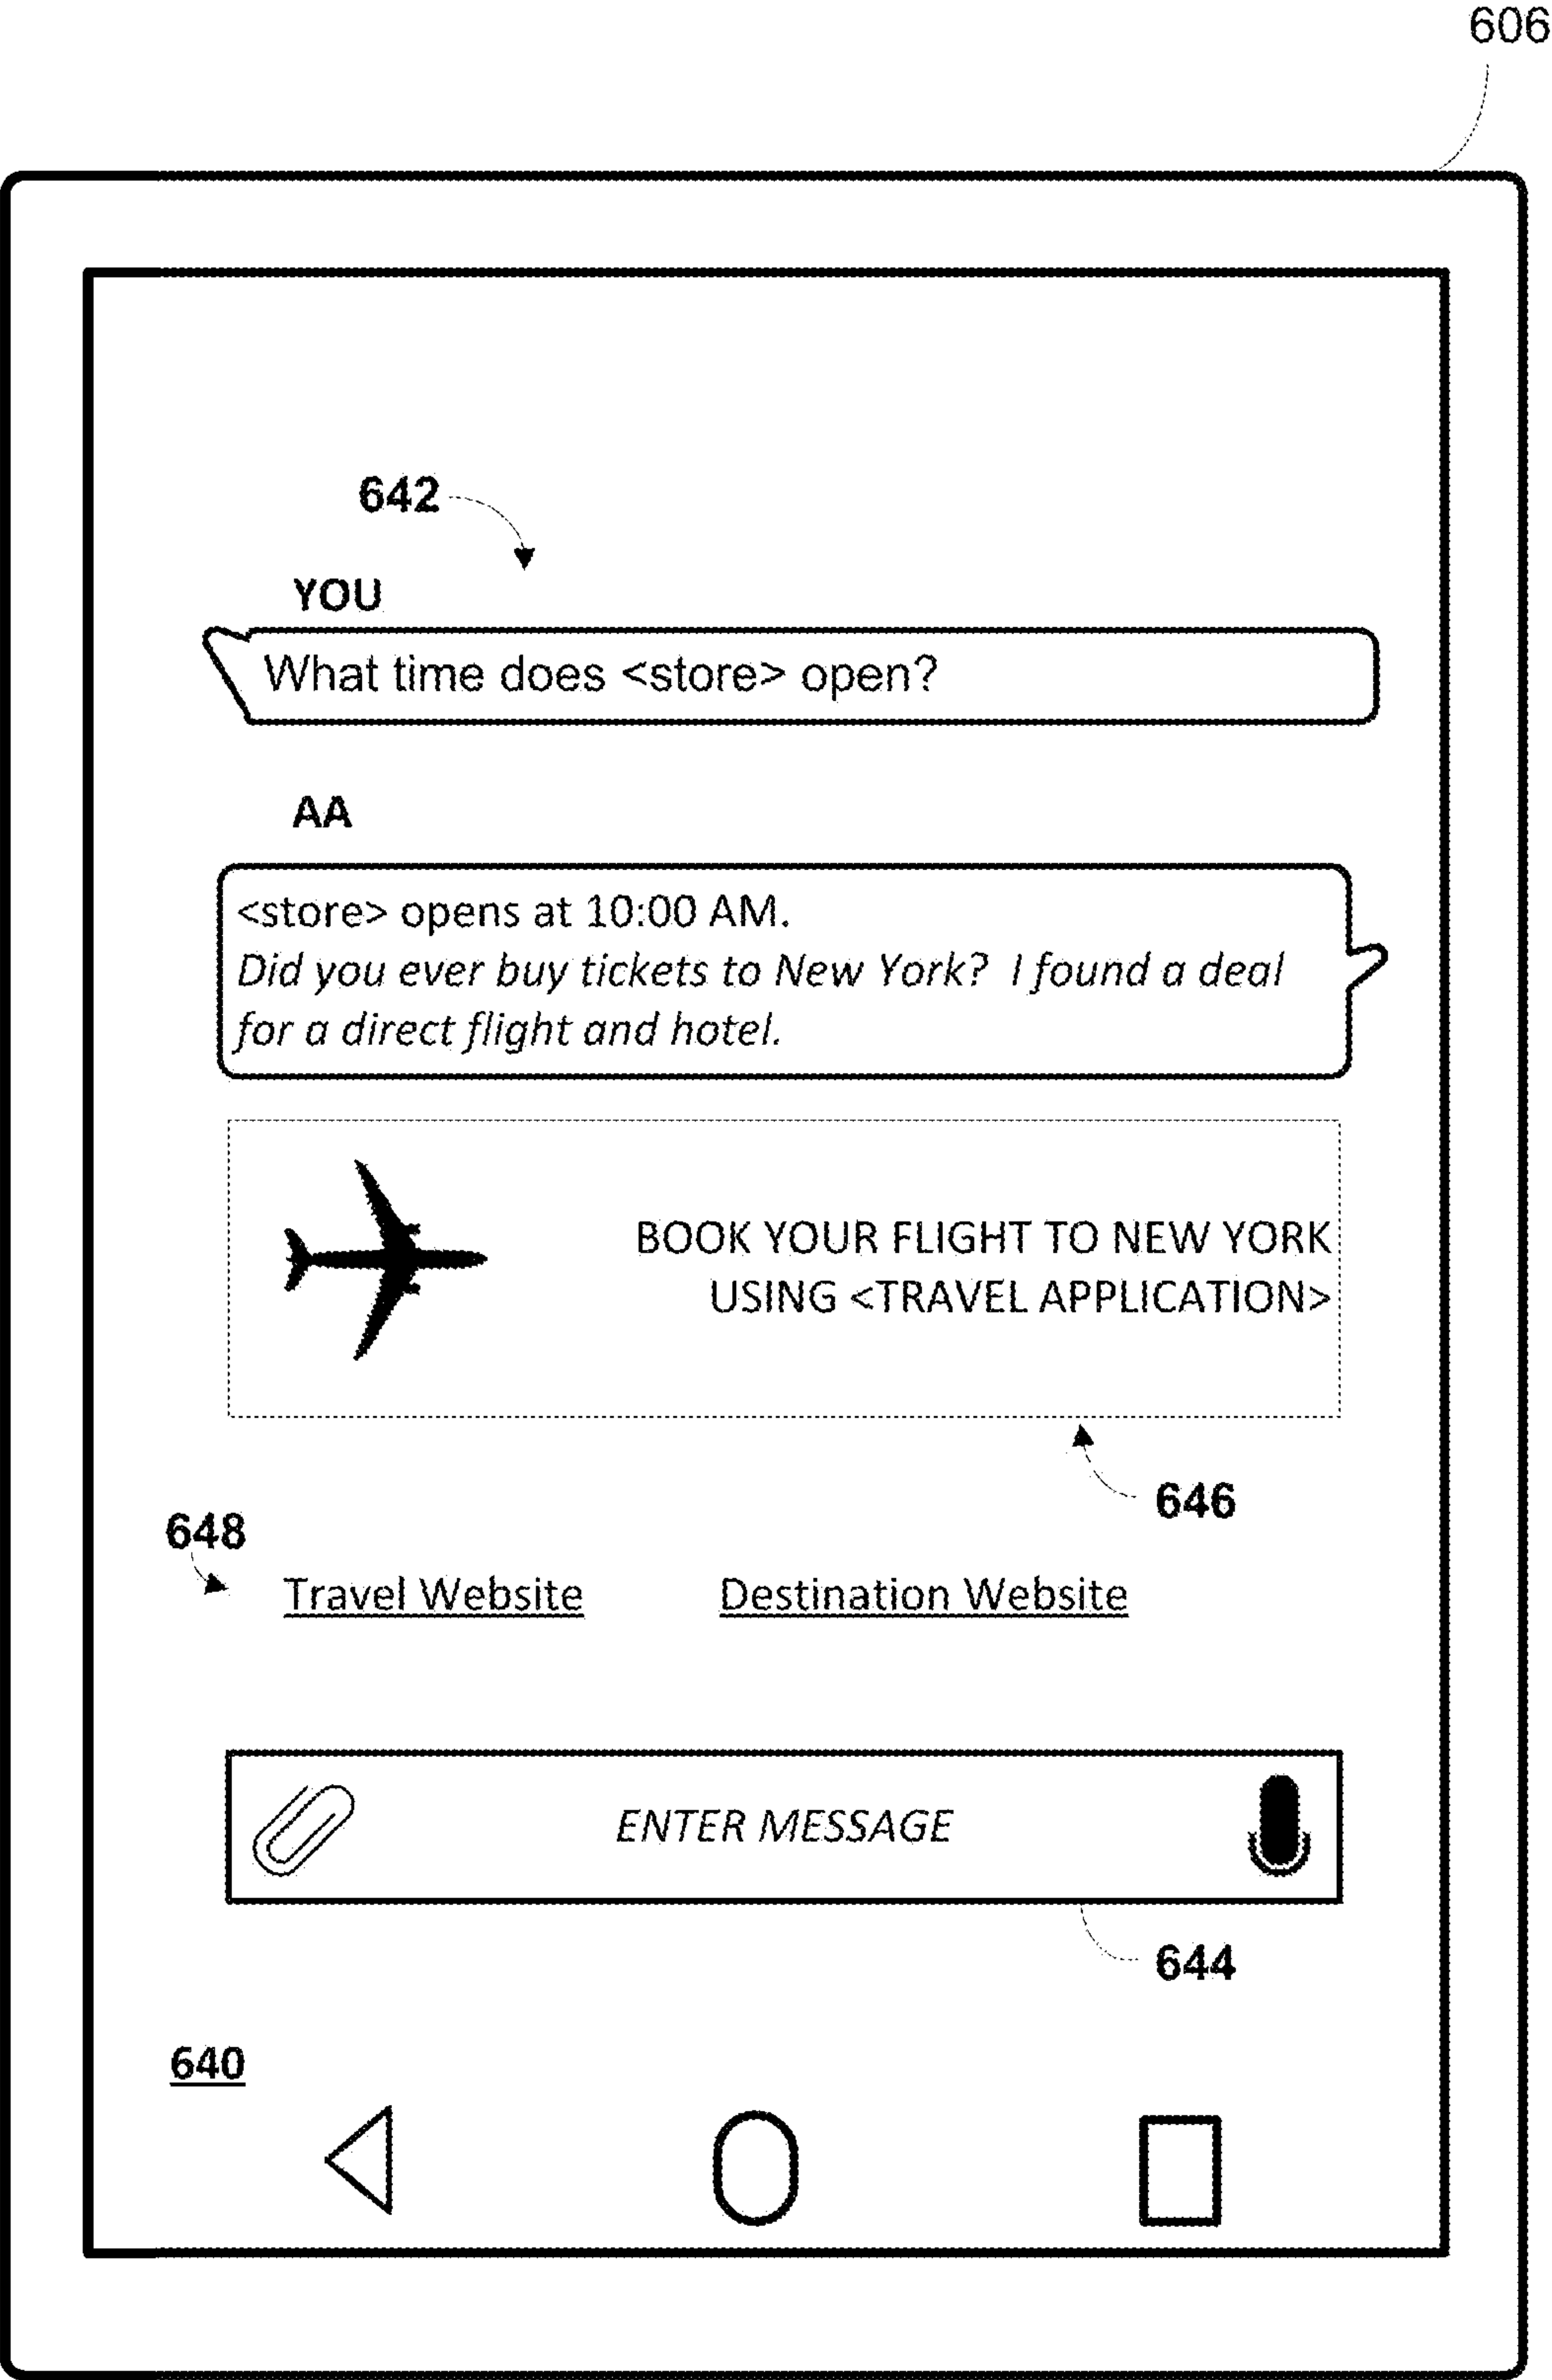 606
642
YOU
What time does <store> open?
AA
<store> opens at 10:00 AM.
Did you ever buy tickets to New York? I found a deal
for a direct flight and hotel.
BOOK YOUR FLIGHT TO NEW YORK
USING <TRAVEL APPLICATION>
646
648
Travel Website Destination Website
ENTER MESSAGE
644
640